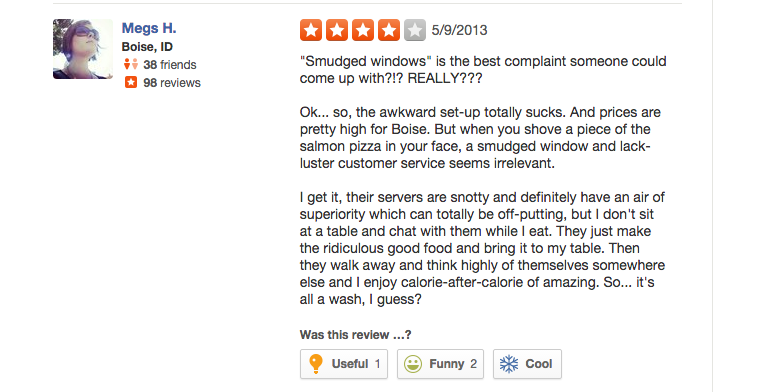 Megs H.
Boise, ID
38 friends
98 reviews
5/9/2013
"Smudged windows" is the best complaint someone could
come up with?!? REALLY???
Ok... so, the awkward set-up totally sucks. And prices are
pretty high for Boise. But when you shove a piece of the
salmon pizza in your face, a smudged window and lack-
luster customer service seems irrelevant.
I get it, their servers are snotty and definitely have an air of
superiority which can totally be off-putting, but I don't sit
at a table and chat with them while I eat. They just make
the ridiculous good food and bring it to my table. Then
they walk away and think highly of themselves somewhere
else and I enjoy calorie-after-calorie of amazing. So... it's
all a wash, I guess?
Was this review ...?
Useful 1 Funny 2 Cool